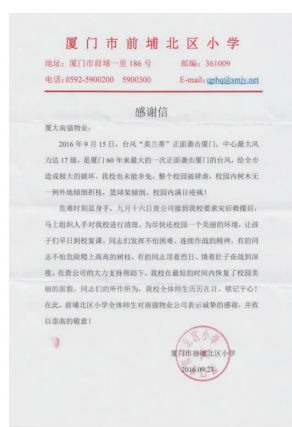 厦门市前埔北区小学
地址：厦门市前埔一里 186 号 邮编：361009
电话:0592-5900200 5900300 E-mail: qpbq@smjy.net
感谢信
厦大南强物业：
2016 年 9 月 15 日，台风“莫兰蒂”正面袭击厦门，中心最大风
力达 17 级，是厦门 60 年来最大的一次正面袭击厦门的台风，给全市
造成极大的破坏。我校也未能幸免。整个校园被肆虐，校园内树木无
一例外地倾倒折枝，篮球架倾倒。校园内满目疮痍！
危难时刻显身手。九月十六日贵公司接到我校要求灾后救援后，
马上组织人手对我校进行清理。为尽快还校园一个美丽的环境，让孩
子们早日到校复课。同志们发挥不怕困难、连续作战的精神，有的同
志不怕危险爬上高高的树枝，有的同志顶着烈日、饿着肚子奋战到深
夜。在贵公司的大力支持帮助下，我校在最短的时间内恢复了校园美
丽的面貌。同志们的所作所为，我校全体师生历历在目，铭记于心！
在此，前埔北区小学全体师生对南强物业公司表示诚挚的感谢，并致
以崇高的敬意！
厦门市前埔北区小学
2016.09.23